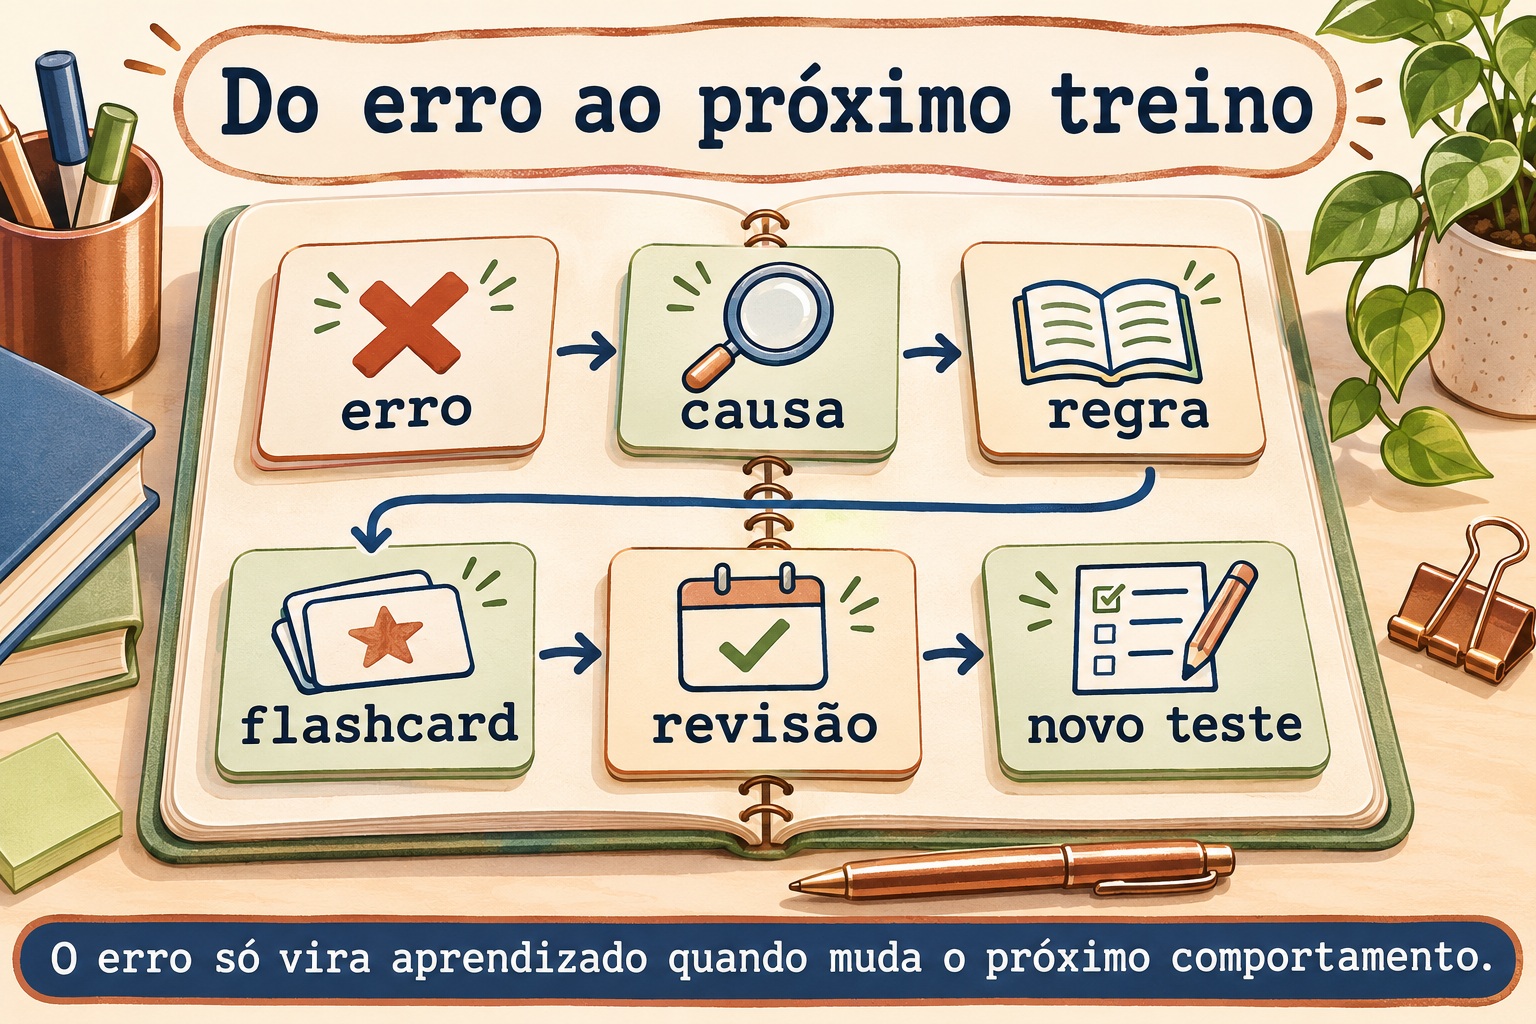 Do erro ao próximo treino
erro
causa
regra
flashcard
revisão
novo teste
O erro só vira aprendizado quando muda o próximo comportamento.